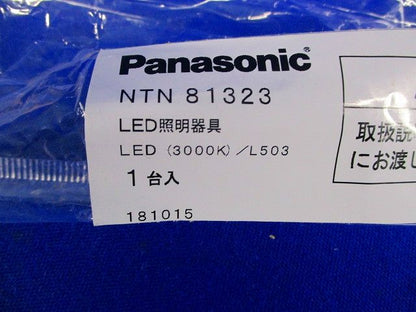 Panasonic®
NTN 81323
LED照明器具
LED (3000K)/L503
1台入
181015
取扱説
にお渡し